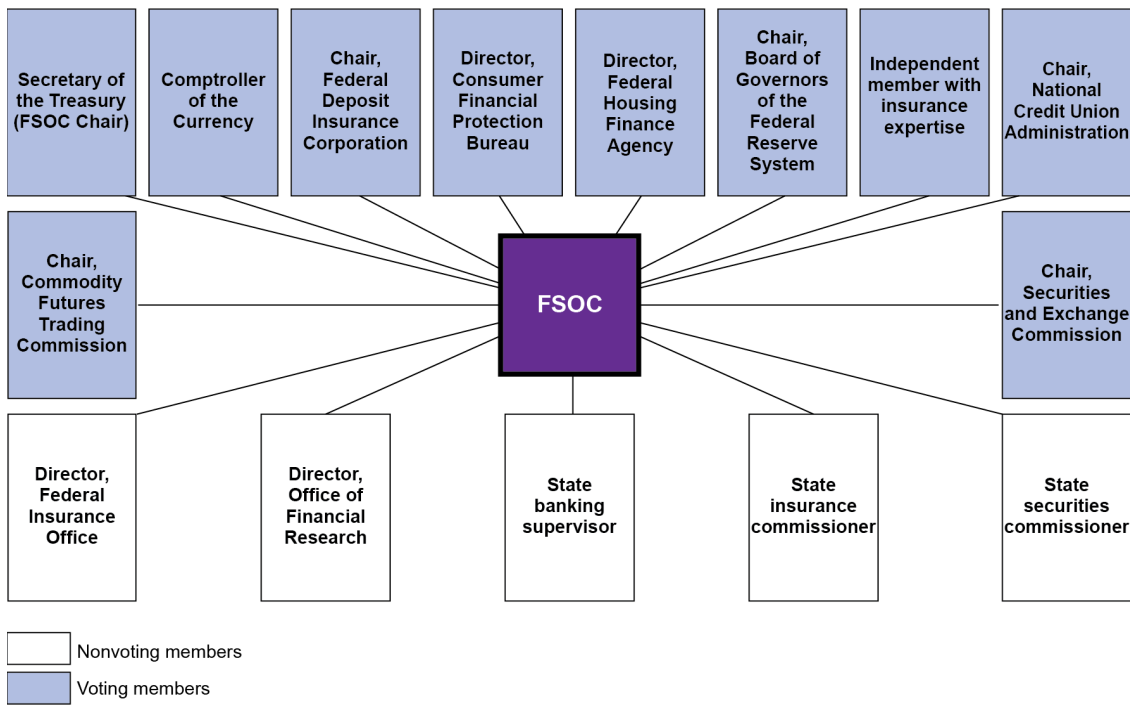 Secretary of
the Treasury
(FSOC Chair)
Comptroller
of the
Currency
Chair,
Federal
Deposit
Insurance
Corporation
Director,
Consumer
Financial
Protection
Bureau
Director,
Federal
Housing
Finance
Agency
Chair,
Board of
Governors
of the
Federal
Reserve
System
Independent
member with
insurance
expertise
Chair,
National
Credit Union
Administration
Chair,
Commodity
Futures
Trading
Commission
FSOC
Chair,
Securities
and Exchange
Commission
Director,
Federal
Insurance
Office
Director,
Office of
Financial
Research
State
banking
supervisor
State
insurance
commissioner
State
securities
commissioner
Nonvoting members
Voting members